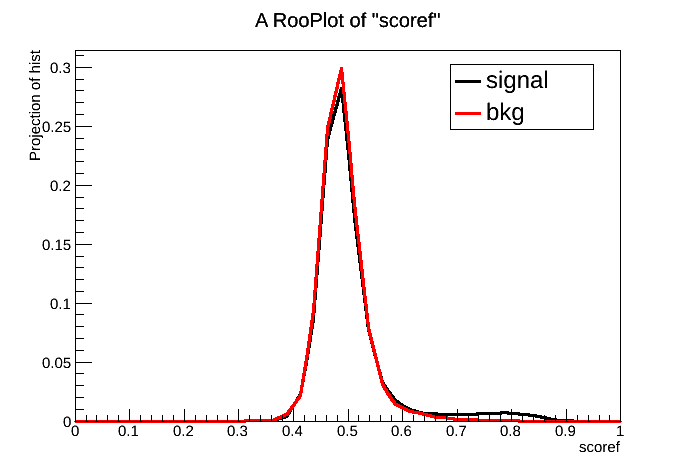 A RooPlot of "scoref"
Projection of hist
0.3
0.25
0.2
0.15
0.1
0.05
0
signal
bkg
0 0.1 0.2 0.3 0.4 0.5 0.6 0.7 0.8 0.9 1
scoref